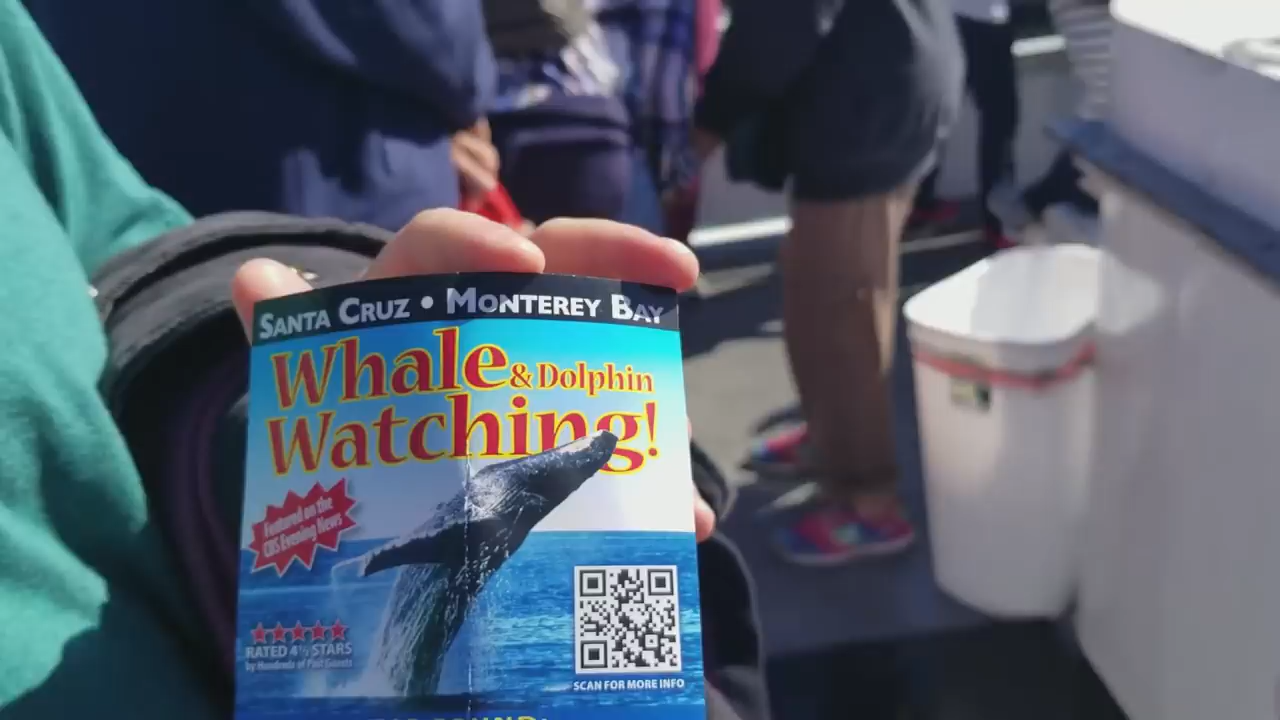 SANTA CRUZ • MONTEREY BAY
Whale & Dolphin
Watching!
Featured on the
CBS Evening News
RATED 4½ STARS
by Hundreds of Past Guests
SCAN FOR MORE INFO